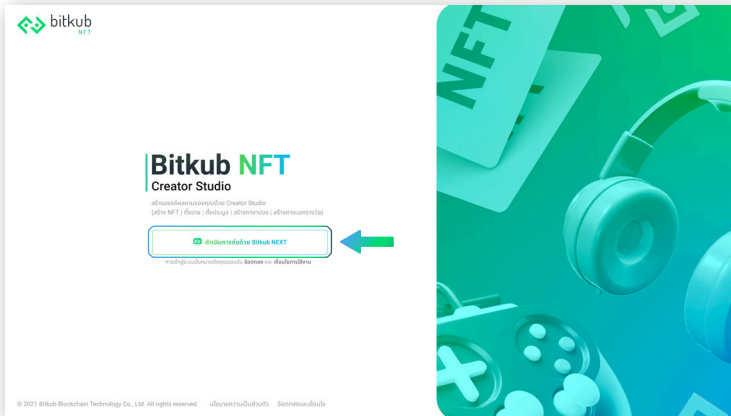 bitkub
NFT
NFT
Bitkub NFT
Creator Studio
สร้างสรรค์ผลงานของคุณด้วย Creator Studio
(สร้าง NFT | ตั้งขาย | ตั้งประมูล | สร้างกาชาปอง | สร้างการแลกรางวัล)
ดำเนินการต่อด้วย Bitkub NEXT
การเข้าสู่ระบบนั้นหมายถึงคุณยอมรับ ข้อตกลง และ เงื่อนไขการใช้งาน
© 2021 Bitkub Blockchain Technology Co., Ltd. All rights reserved. นโยบายความเป็นส่วนตัว ข้อตกลงและเงื่อนไข